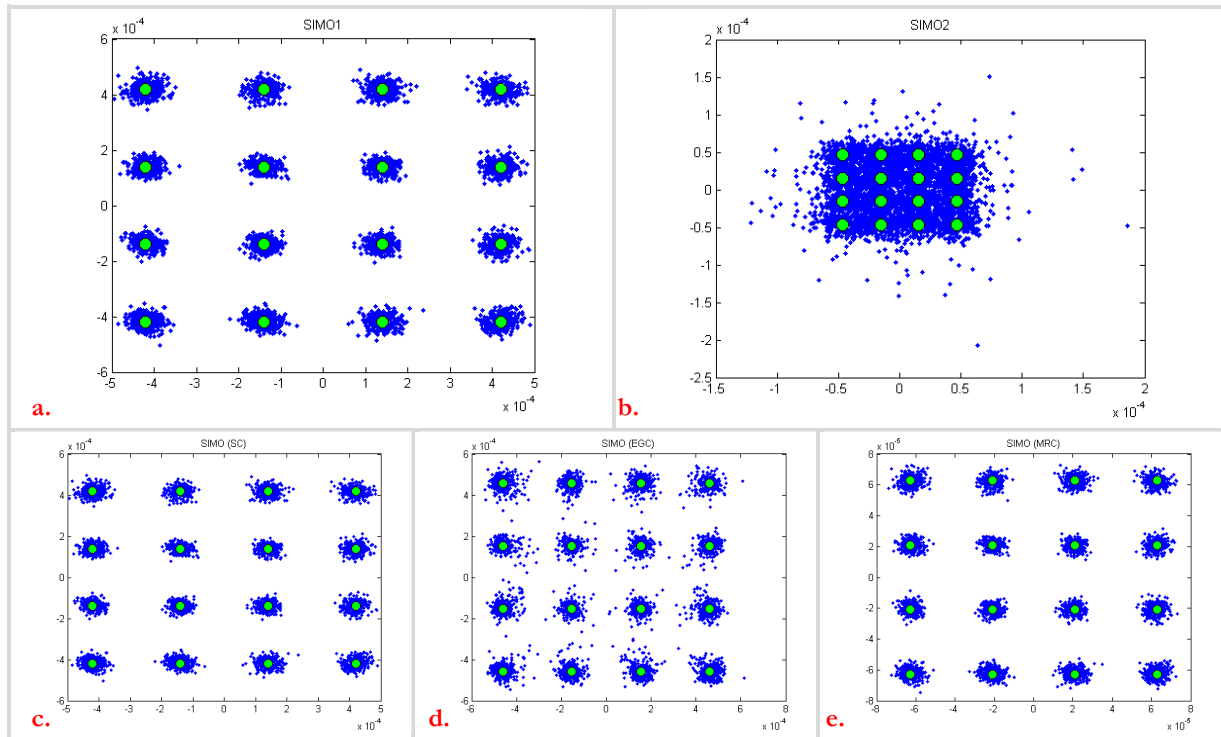 SIMO1
x 10⁻⁴
6
4
2
0
-2
-4
-6
-5 -4 -3 -2 -1 0 1 2 3 4 5
x 10⁻⁴
a.
SIMO2
x 10⁻⁴
2
1.5
1
0.5
0
-0.5
-1
-1.5
-2
-2.5
-1.5 -1 -0.5 0 0.5 1 1.5 2
x 10⁻⁴
b.
SIMO (SC)
x 10⁻⁴
6
4
2
0
-2
-4
-6
-5 -4 -3 -2 -1 0 1 2 3 4 5
x 10⁻⁴
c.
SIMO (EGC)
x 10⁻⁴
6
4
2
0
-2
-4
-6
-6 -4 -2 0 2 4 6 8
x 10⁻⁴
d.
SIMO (MRC)
x 10⁻⁵
8
6
4
2
0
-2
-4
-6
-8
-8 -6 -4 -2 0 2 4 6 8
x 10⁻⁵
e.